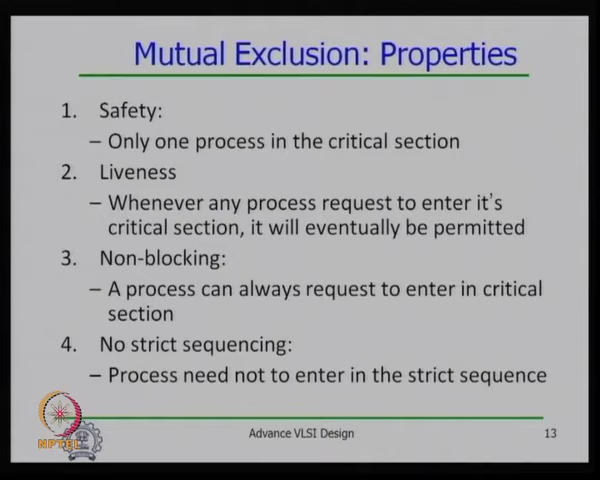 Mutual Exclusion: Properties
1. Safety:
– Only one process in the critical section
2. Liveness
– Whenever any process request to enter it's
critical section, it will eventually be permitted
3. Non-blocking:
– A process can always request to enter in critical
section
4. No strict sequencing:
– Process need not to enter in the strict sequence
NPTEL
Advance VLSI Design
13